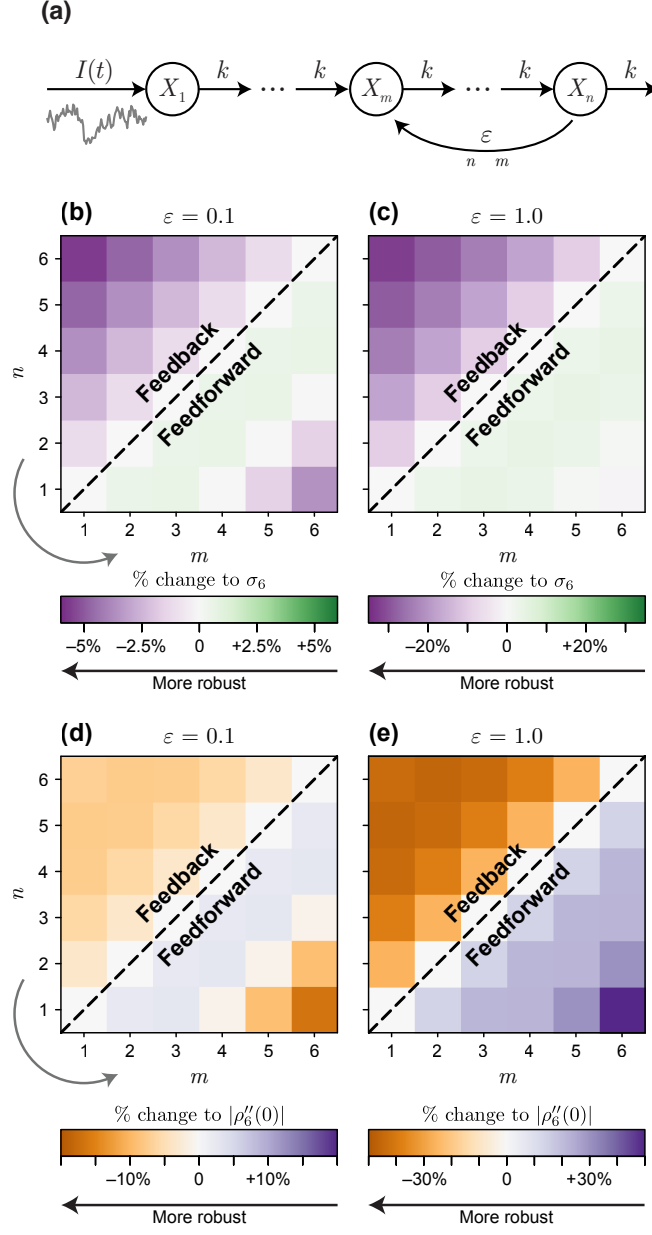 (a)
I(t) k k k k k
X₁ ··· Xₘ ··· Xₙ
ε
n m
(b) ε = 0.1
(c) ε = 1.0
n
6
5
4
3
2
1
Feedback
Feedforward
Feedback
Feedforward
1 2 3 4 5 6
1 2 3 4 5 6
m
m
% change to σ₆
% change to σ₆
–5% –2.5% 0 +2.5% +5%
–20% 0 +20%
More robust
More robust
(d) ε = 0.1
(e) ε = 1.0
n
6
5
4
3
2
1
Feedback
Feedforward
Feedback
Feedforward
1 2 3 4 5 6
1 2 3 4 5 6
m
m
% change to |ρ₆″(0)|
% change to |ρ₆″(0)|
–10% 0 +10%
–30% 0 +30%
More robust
More robust